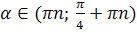 α ∈ (πn; π/4 + πn)